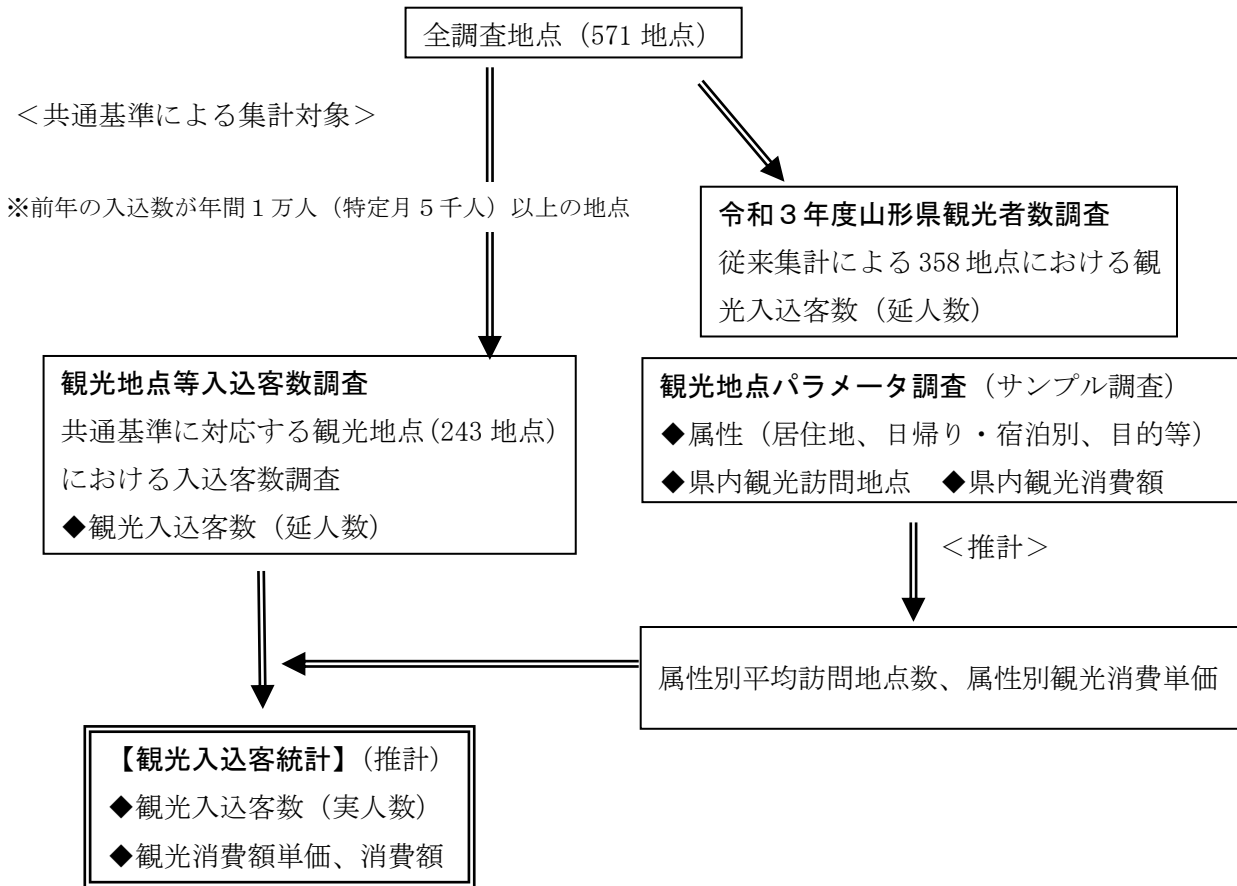 全調査地点（571 地点）
＜共通基準による集計対象＞
※前年の入込数が年間１万人（特定月５千人）以上の地点
令和３年度山形県観光者数調査
従来集計による 358 地点における観
光入込客数（延人数）
観光地点等入込客数調査
共通基準に対応する観光地点(243 地点)
における入込客数調査
◆観光入込客数（延人数）
観光地点パラメータ調査（サンプル調査）
◆属性（居住地、日帰り・宿泊別、目的等）
◆県内観光訪問地点　◆県内観光消費額
＜推計＞
属性別平均訪問地点数、属性別観光消費単価
【観光入込客統計】（推計）
◆観光入込客数（実人数）
◆観光消費額単価、消費額